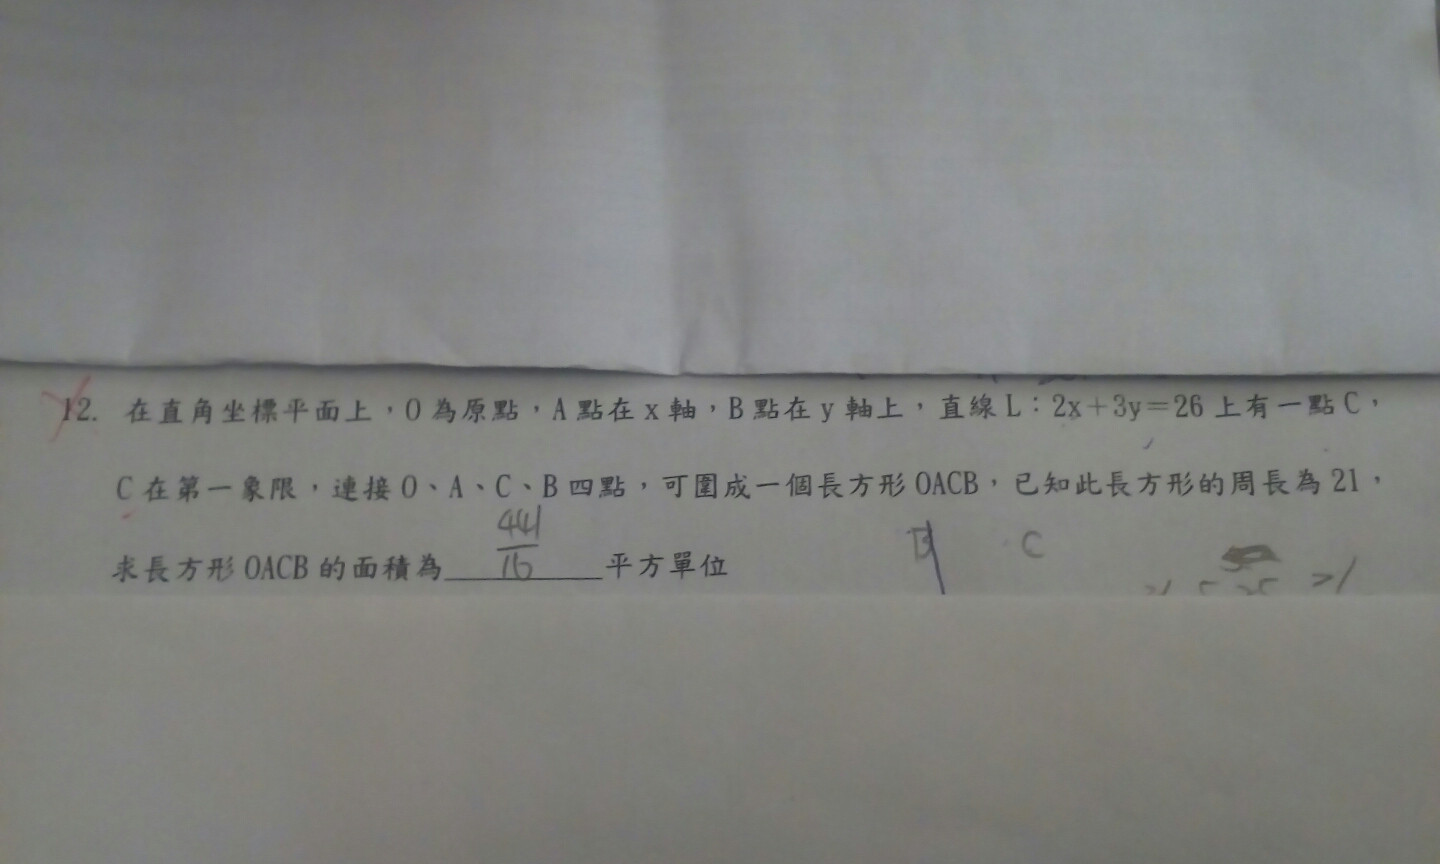 12. 在直角坐標平面上,O為原點,A點在x軸,B點在y軸上,直線L:2x+3y=26上有一點C,
C在第一象限,連接O、A、C、B四點,可圍成一個長方形OACB,已知此長方形的周長為21,
441
B C
求長方形OACB的面積為 16 平方單位